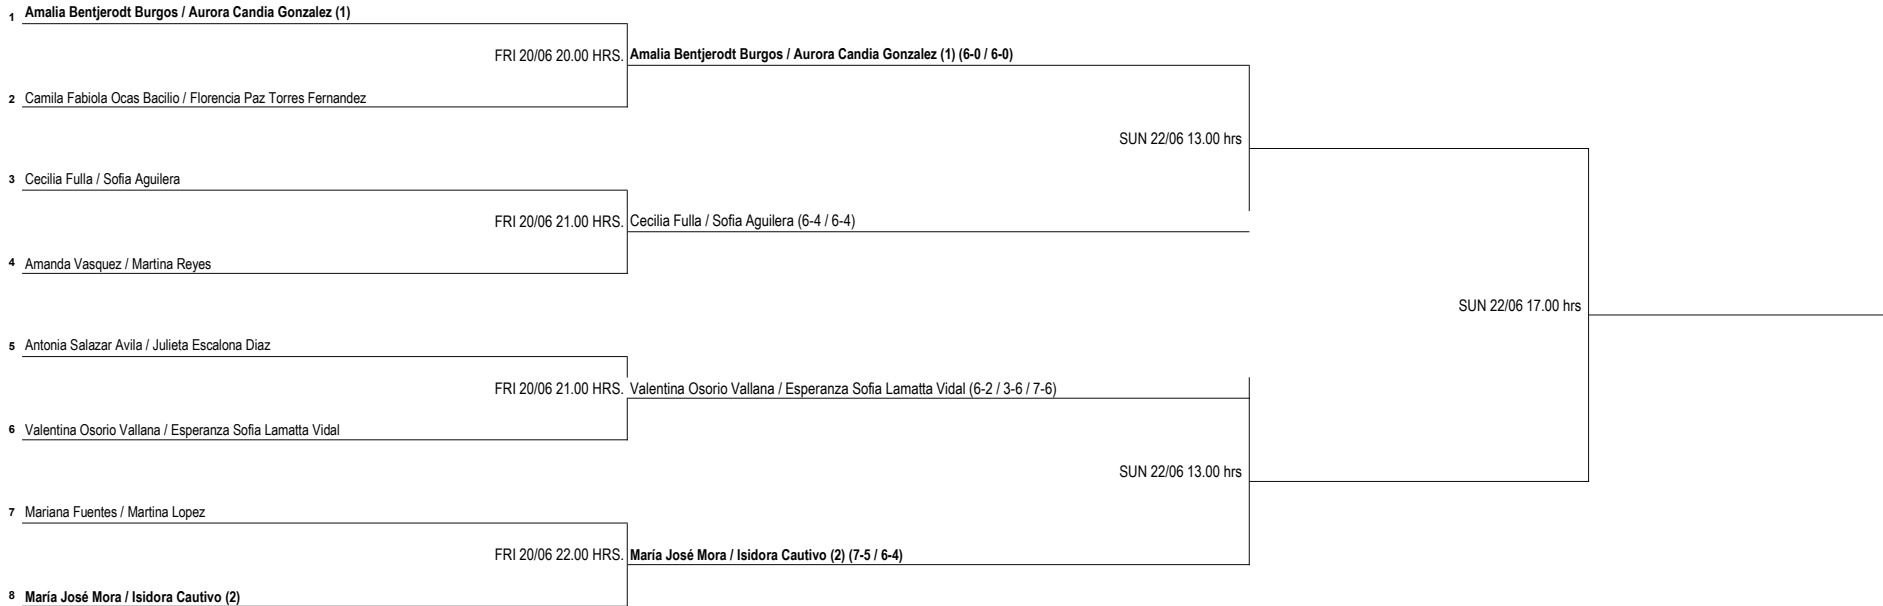 1 Amalia Bentjerodt Burgos / Aurora Candia Gonzalez (1)
FRI 20/06 20.00 HRS. Amalia Bentjerodt Burgos / Aurora Candia Gonzalez (1) (6-0 / 6-0)
2 Camila Fabiola Ocas Bacilio / Florencia Paz Torres Fernandez
SUN 22/06 13.00 hrs
3 Cecilia Fulla / Sofia Aguilera
FRI 20/06 21.00 HRS. Cecilia Fulla / Sofia Aguilera (6-4 / 6-4)
4 Amanda Vasquez / Martina Reyes
SUN 22/06 17.00 hrs
5 Antonia Salazar Avila / Julieta Escalona Diaz
FRI 20/06 21.00 HRS. Valentina Osorio Vallana / Esperanza Sofia Lamatta Vidal (6-2 / 3-6 / 7-6)
6 Valentina Osorio Vallana / Esperanza Sofia Lamatta Vidal
SUN 22/06 13.00 hrs
7 Mariana Fuentes / Martina Lopez
FRI 20/06 22.00 HRS. María José Mora / Isidora Cautivo (2) (7-5 / 6-4)
8 María José Mora / Isidora Cautivo (2)